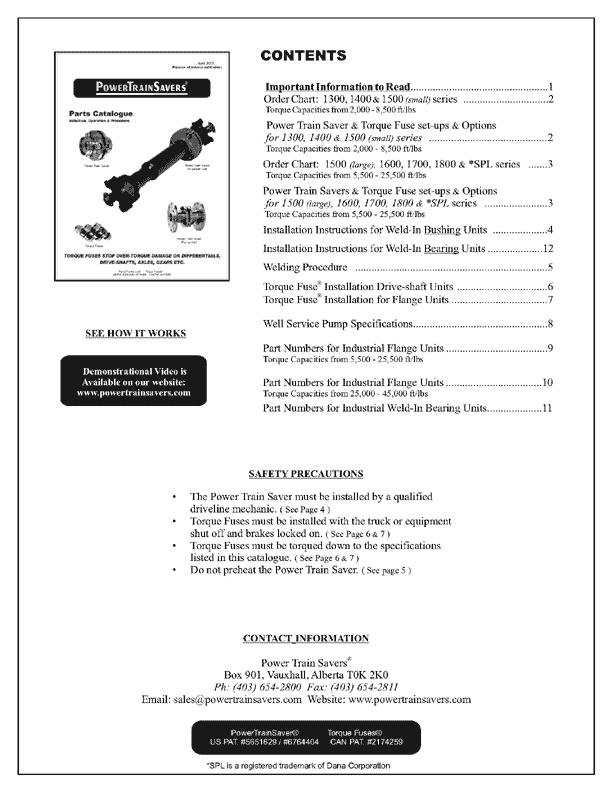 POWERTRAINSAVERS®
Parts Catalogue
Installation, Operation & Procedures
Power Train Saver
Torque Fuses
TORQUE FUSES STOP OVER-TORQUE DAMAGE ON DIFFERENTIALS,
DRIVE-SHAFTS, AXLES, GEARS ETC.
SEE HOW IT WORKS
Demonstrational Video is
Available on our website:
www.powertrainsavers.com
CONTENTS
Important Information to Read..................................................1
Order Chart: 1300, 1400 & 1500 (small) series ..............................2
Torque Capacities from 2,000 - 8,500 ft/lbs
Power Train Saver & Torque Fuse set-ups & Options
for 1300, 1400 & 1500 (small) series ..........................................2
Torque Capacities from 2,000 - 8,500 ft/lbs
Order Chart: 1500 (large), 1600, 1700, 1800 & *SPL series .......3
Torque Capacities from 5,500 - 25,500 ft/lbs
Power Train Savers & Torque Fuse set-ups & Options
for 1500 (large), 1600, 1700, 1800 & *SPL series ......................3
Torque Capacities from 5,500 - 25,500 ft/lbs
Installation Instructions for Weld-In Bushing Units ....................4
Installation Instructions for Weld-In Bearing Units ....................12
Welding Procedure ....................................................................5
Torque Fuse® Installation Drive-shaft Units ................................6
Torque Fuse® Installation for Flange Units ..................................7
Well Service Pump Specifications................................................8
Part Numbers for Industrial Flange Units ....................................9
Torque Capacities from 5,500 - 25,500 ft/lbs
Part Numbers for Industrial Flange Units ..................................10
Torque Capacities from 25,000 - 45,000 ft/lbs
Part Numbers for Industrial Weld-In Bearing Units....................11
SAFETY PRECAUTIONS
• The Power Train Saver must be installed by a qualified
driveline mechanic. ( See Page 4 )
• Torque Fuses must be installed with the truck or equipment
shut off and brakes locked on. ( See Page 6 & 7 )
• Torque Fuses must be torqued down to the specifications
listed in this catalogue. ( See Page 6 & 7 )
• Do not preheat the Power Train Saver. ( See page 5 )
CONTACT INFORMATION
Power Train Savers®
Box 901, Vauxhall, Alberta T0K 2K0
Ph: (403) 654-2800 Fax: (403) 654-2811
Email: sales@powertrainsavers.com Website: www.powertrainsavers.com
PowerTrainSaver® Torque Fuses®
US PAT. #5651629 / #6764404 CAN PAT. #2174259
*SPL is a registered trademark of Dana Corporation